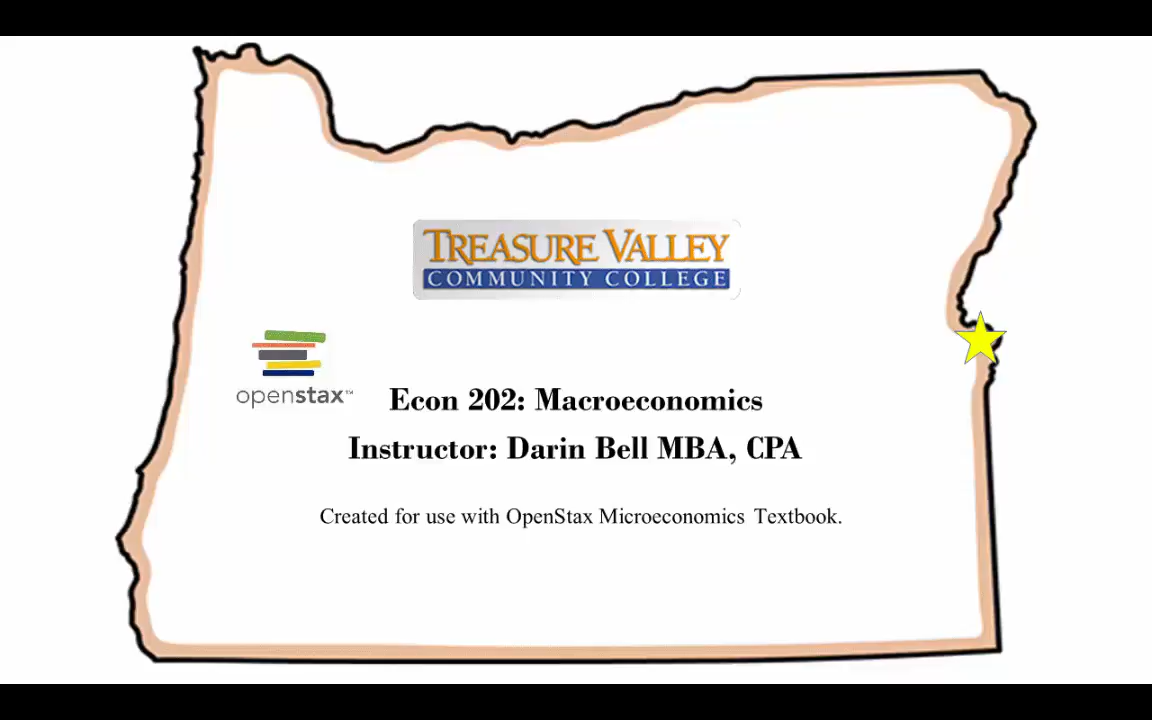 TREASURE VALLEY
COMMUNITY COLLEGE
openstax™
Econ 202: Macroeconomics
Instructor: Darin Bell MBA, CPA
Created for use with OpenStax Microeconomics Textbook.